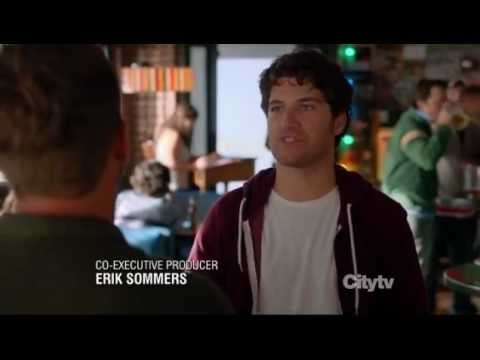 CO-EXECUTIVE PRODUCER
ERIK SOMMERS
Citytv